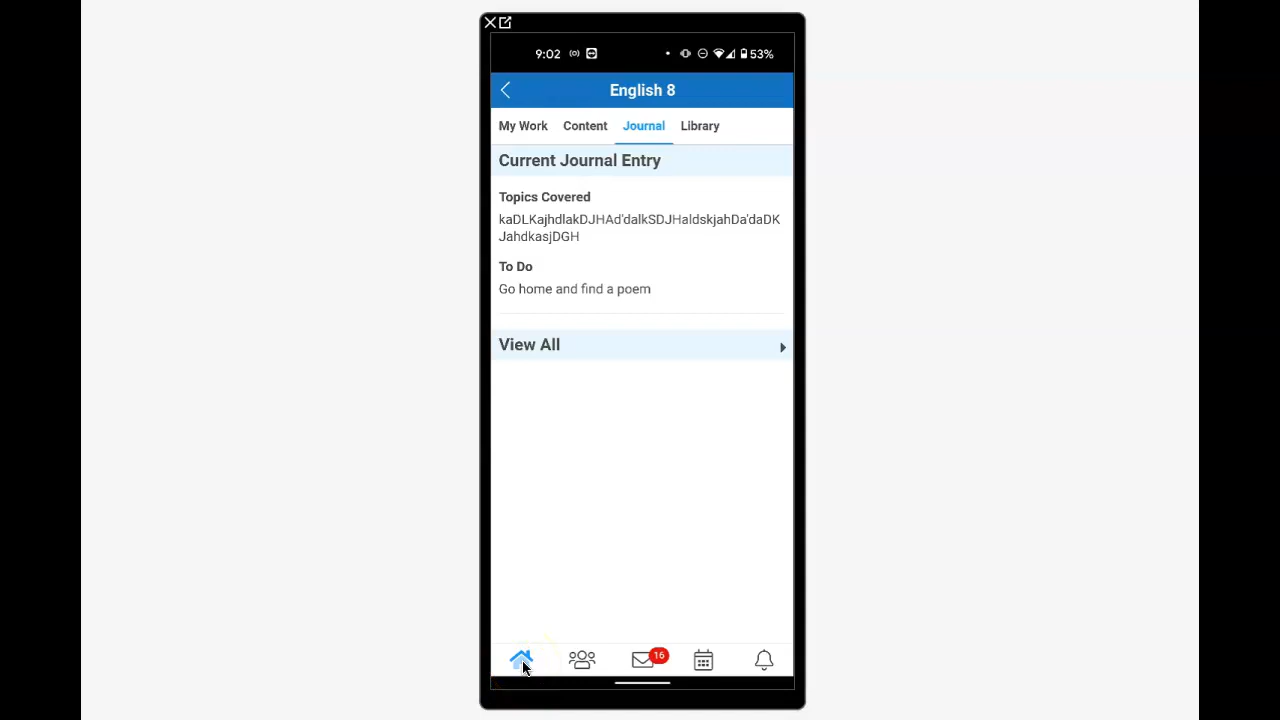 9:02 53%
English 8
My Work Content Journal Library
Current Journal Entry
Topics Covered
kaDLKajhdlakDJHAd'dalkSDJHaldskjahDa'daDK
JahdkasjDGH
To Do
Go home and find a poem
View All
16